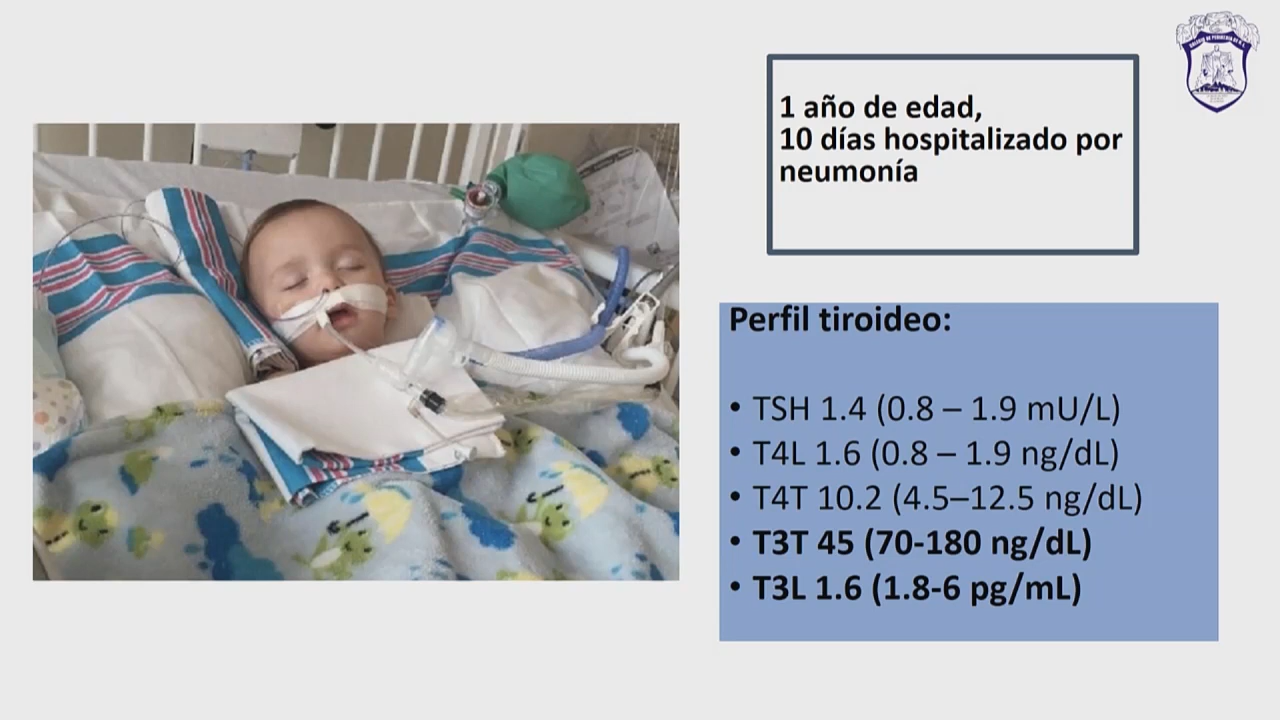 1 año de edad,
10 días hospitalizado por
neumonía
Perfil tiroideo:
• TSH 1.4 (0.8 – 1.9 mU/L)
• T4L 1.6 (0.8 – 1.9 ng/dL)
• T4T 10.2 (4.5–12.5 ng/dL)
• T3T 45 (70-180 ng/dL)
• T3L 1.6 (1.8-6 pg/mL)